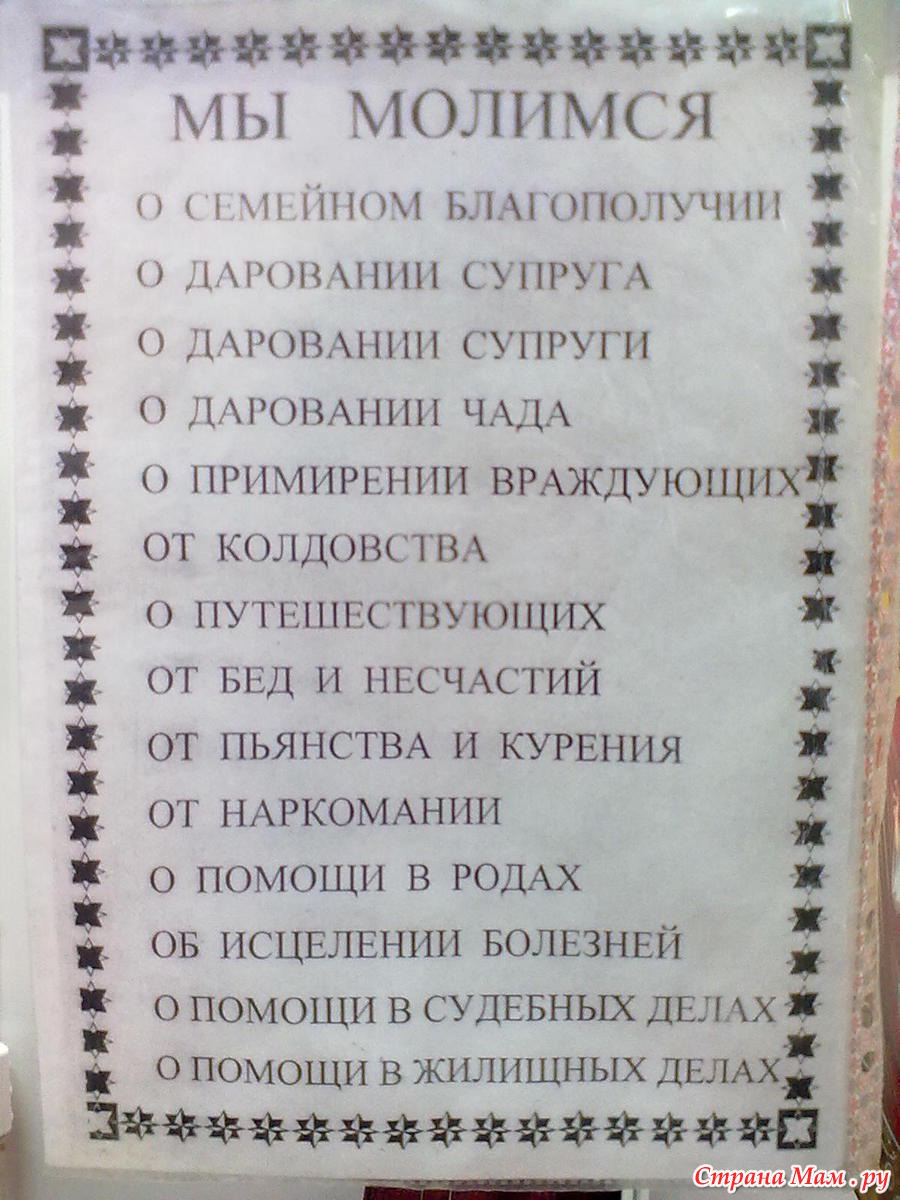 МЫ МОЛИМСЯ
О СЕМЕЙНОМ БЛАГОПОЛУЧИИ
О ДАРОВАНИИ СУПРУГА
О ДАРОВАНИИ СУПРУГИ
О ДАРОВАНИИ ЧАДА
О ПРИМИРЕНИИ ВРАЖДУЮЩИХ
ОТ КОЛДОВСТВА
О ПУТЕШЕСТВУЮЩИХ
ОТ БЕД И НЕСЧАСТИЙ
ОТ ПЬЯНСТВА И КУРЕНИЯ
ОТ НАРКОМАНИИ
О ПОМОЩИ В РОДАХ
ОБ ИСЦЕЛЕНИИ БОЛЕЗНЕЙ
О ПОМОЩИ В СУДЕБНЫХ ДЕЛАХ
О ПОМОЩИ В ЖИЛИЩНЫХ ДЕЛАХ
Страна Мам.ру